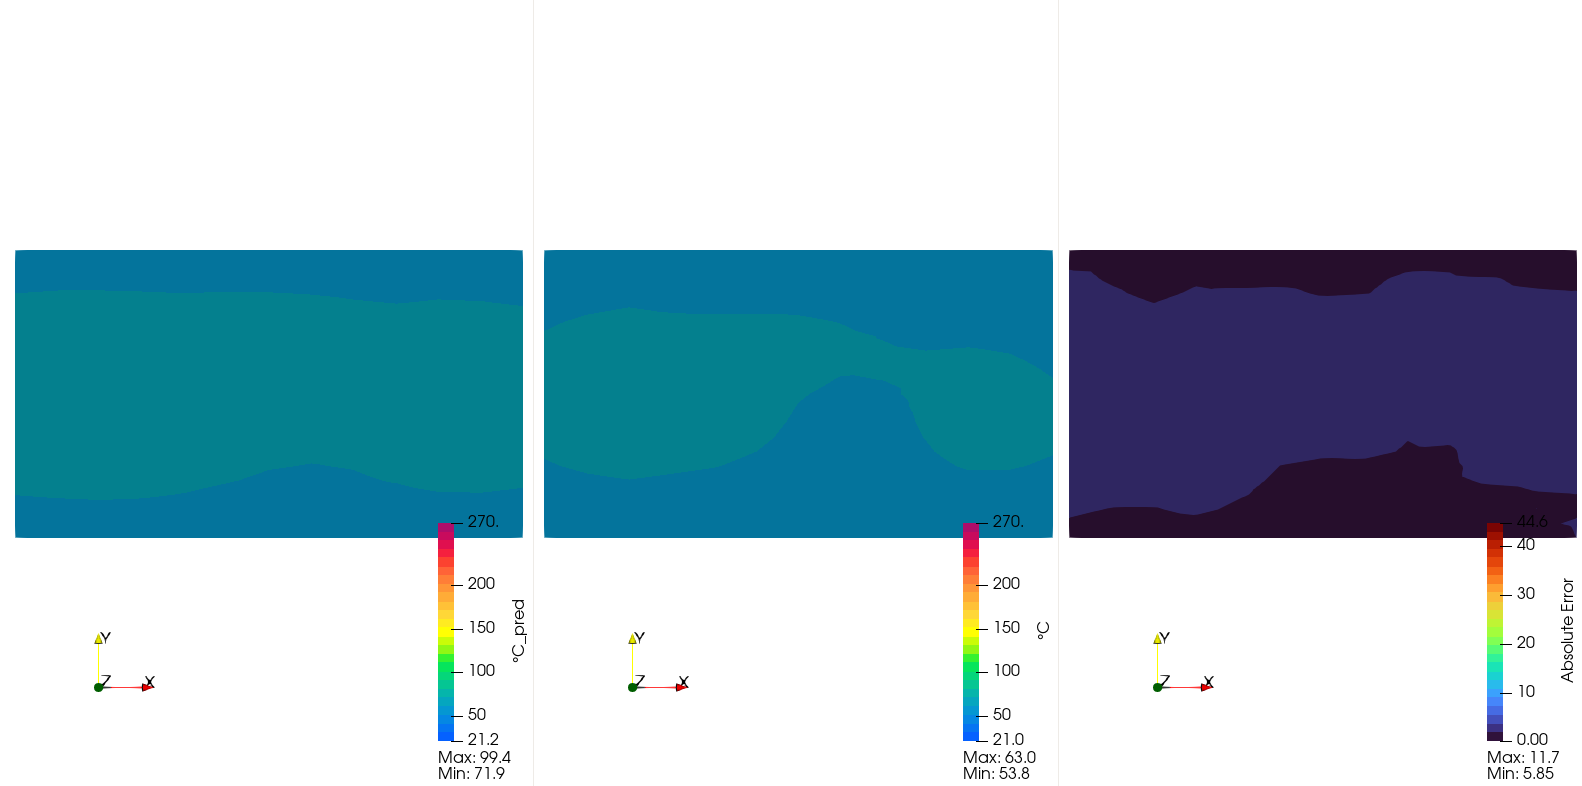 270.
200
150
100
50
21.2
°C_pred
Max: 99.4
Min: 71.9
Y
Z
X
270.
200
150
100
50
21.0
°C
Max: 63.0
Min: 53.8
Y
Z
X
44.6
40
30
20
10
0.00
Absolute Error
Max: 11.7
Min: 5.85
Y
Z
X